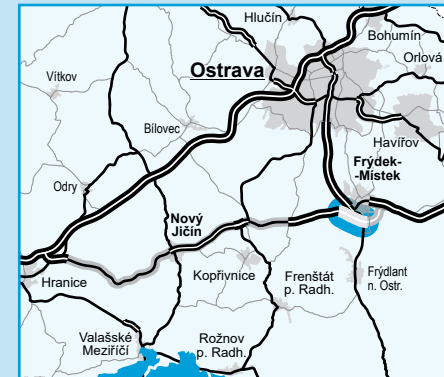 Hlučín
Bohumín
Orlová
Ostrava
Vítkov
Bílovec
Havířov
Frýdek-
-Místek
Odry
Nový
Jičín
Hranice
Kopřivnice
Frenštát
p. Radh.
Frýdlant
n. Ostr.
Valašské
Meziříčí
Rožnov
p. Radh.